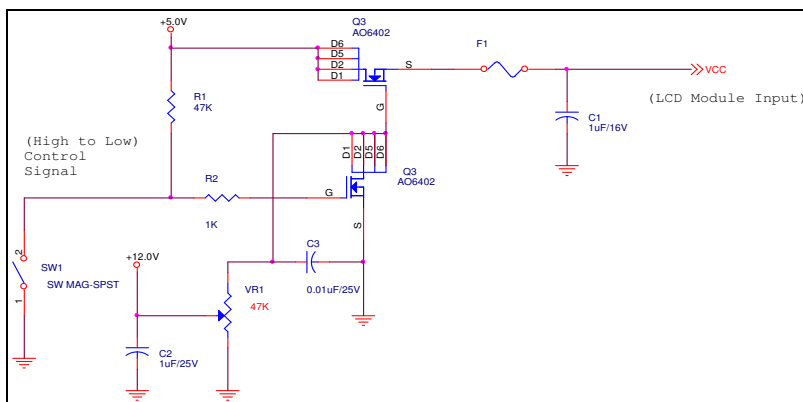 Q3
AO6402
+5.0V
D6
D5
D2
D1
S
G
F1
VCC
(LCD Module Input)
R1
47K
C1
1uF/16V
(High to Low)
Control
Signal
D1
D2
D5
D6
Q3
AO6402
R2
1K
G
S
2
1
SW1
SW MAG-SPST
+12.0V
C3
0.01uF/25V
VR1
47K
C2
1uF/25V